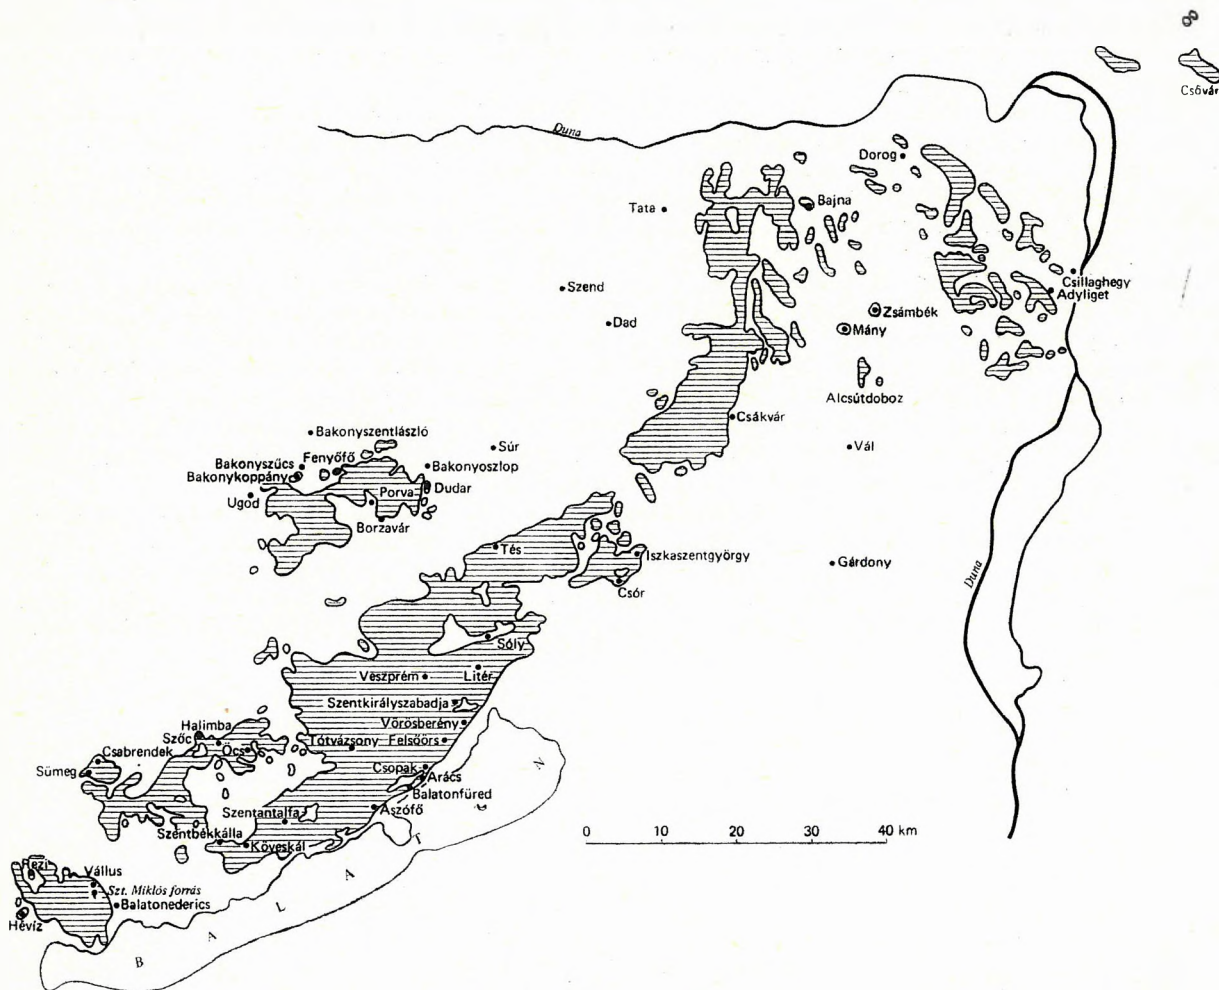 8
Csővár
Duna
Dorog
Tata
Bajna
Csillaghegy
Adyliget
Szend
Zsámbék
Dad
Mány
Alcsútdoboz
Csákvár
Bakonyszentlászló
Súr
Vál
Bakonyszűcs
Fenyőfő
Bakonyoszlop
Bakonykoppány
Dudar
Ugod
Porva
Borzavár
Tés
Iszkaszentgyörgy
Gárdony
Csór
Duna
Sóly
Veszprém
Litér
Szentkirályszabadja
Vörösberény
Halimba
Szőc
Öcs
Tótvázsony
Felsőörs
Csabrendek
Sümeg
Csopak
Arács
Balatonfüred
Szentantalfa
Aszófő
Szentbékkálla
Köveskál
0 10 20 30 40 km
Rezi
Vállus
Szt. Miklós forrás
Balatonederics
Hévíz
B A L A T O N